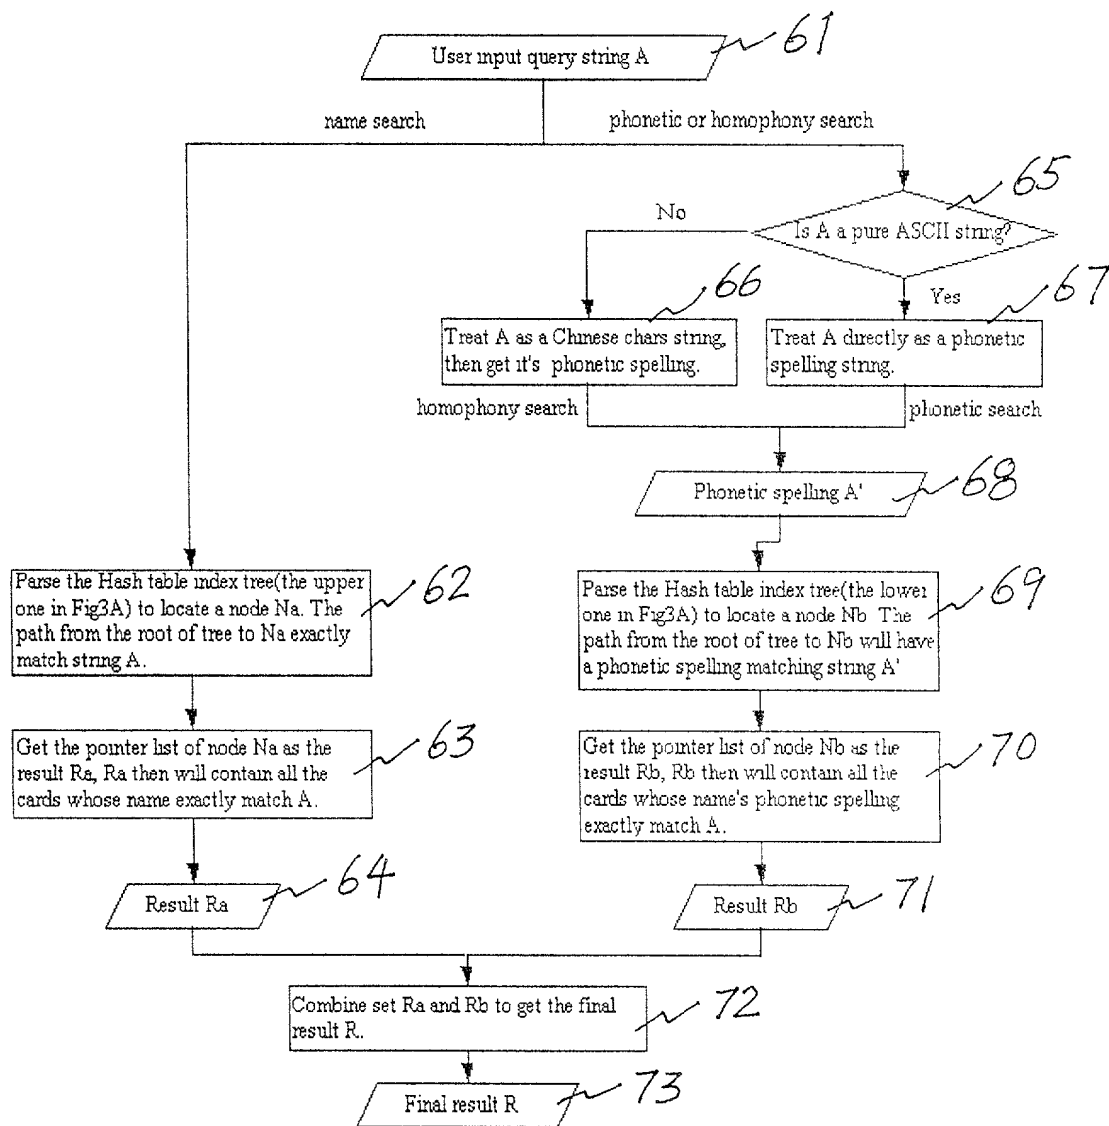 User input query string A
61
name search
phonetic or homophony search
65
Is A a pure ASCII string?
No
Yes
66
Treat A as a Chinese chars string,
then get it's phonetic spelling.
67
Treat A directly as a phonetic
spelling string.
homophony search
phonetic search
Phonetic spelling A'
68
Parse the Hash table index tree(the upper
one in Fig3A) to locate a node Na. The
path from the root of tree to Na exactly
match string A.
62
Parse the Hash table index tree(the lower
one in Fig3A) to locate a node Nb The
path from the root of tree to Nb will have
a phonetic spelling matching string A'
69
Get the pointer list of node Na as the
result Ra, Ra then will contain all the
cards whose name exactly match A.
63
Get the pointer list of node Nb as the
result Rb, Rb then will contain all the
cards whose name's phonetic spelling
exactly match A.
70
Result Ra
64
Result Rb
71
Combine set Ra and Rb to get the final
result R.
72
Final result R
73